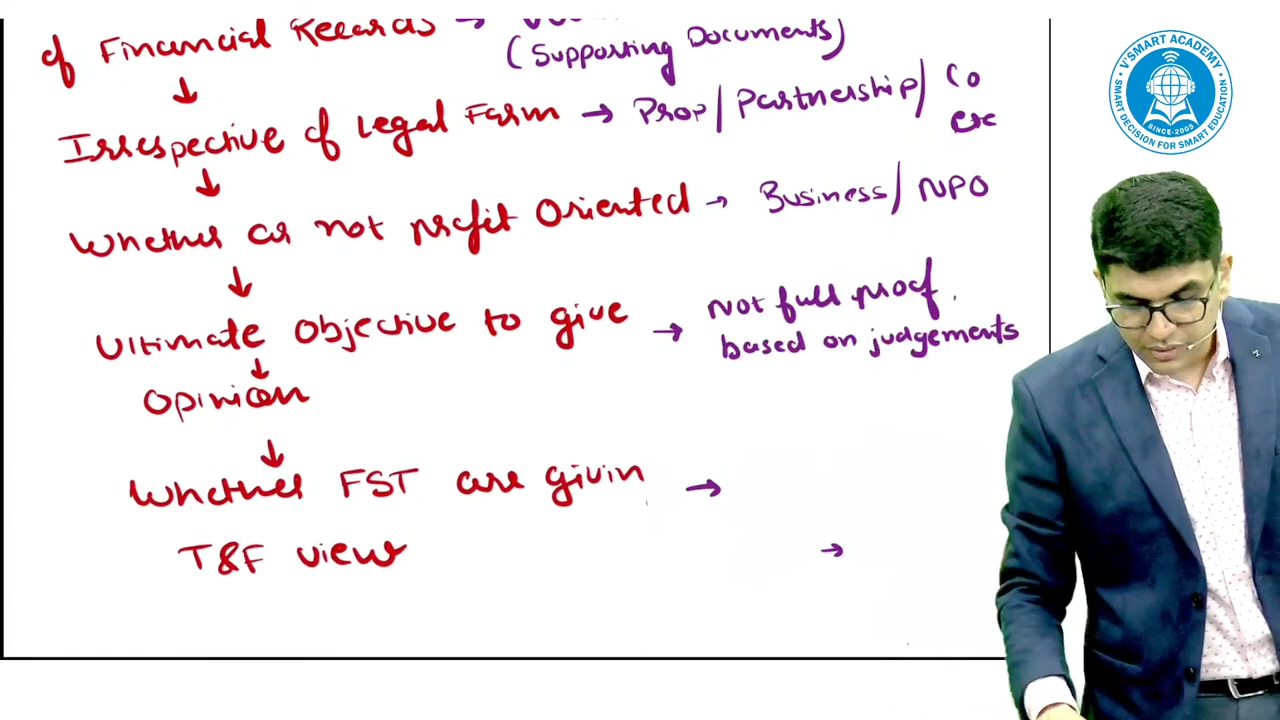 of Financial Records →
(Supporting Documents)
↓
Irrespective of Legal Form → Prop/Partnership/Co
etc
↓
Whether or not profit Oriented → Business/NPO
↓
Ultimate Objective to give → Not full proof.
based on judgements
↓
Opinion
↓
Whether FST are givin →
T&F view →
V'SMART ACADEMY
SINCE-2009
SMART DECISION FOR SMART EDUCATION